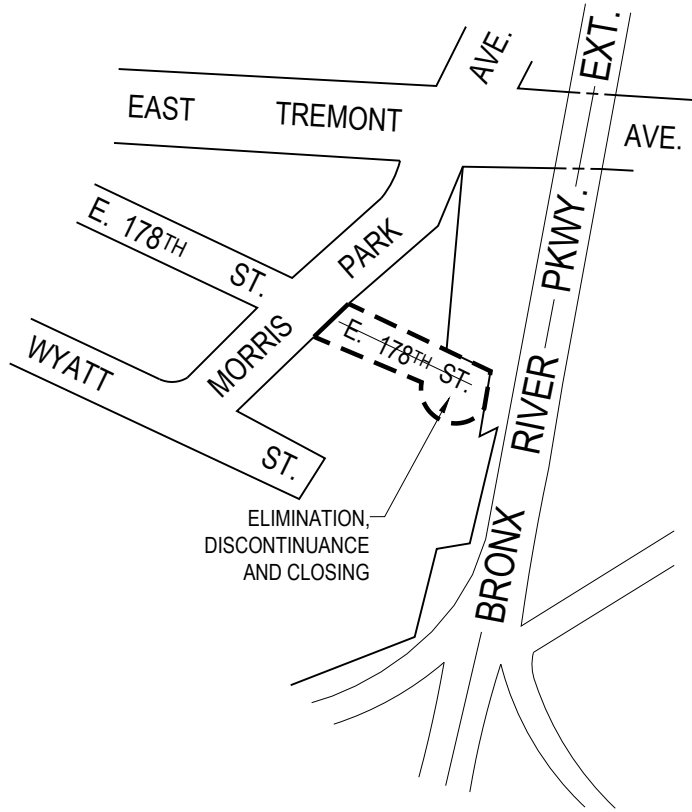 EAST TREMONT AVE.
MORRIS PARK AVE.
E. 178TH ST.
E. 178TH ST.
WYATT ST.
BRONX RIVER PKWY. EXT.
ELIMINATION,
DISCONTINUANCE
AND CLOSING